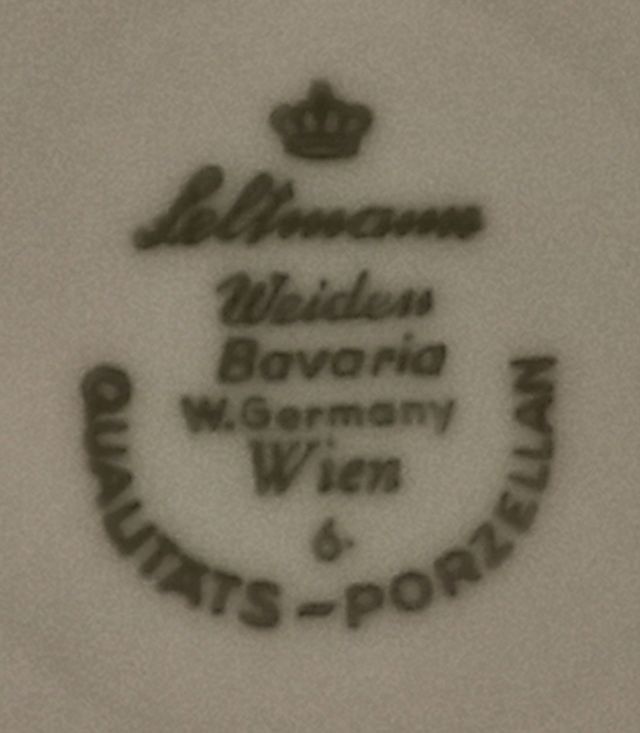 Seltmann
Weiden
Bavaria
W.Germany
Wien
6.
QUALITÄTS-PORZELLAN